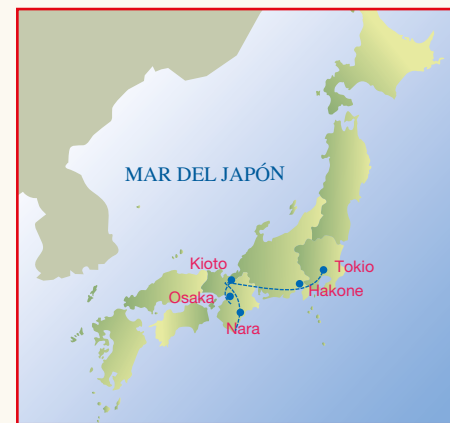 MAR DEL JAPÓN
Kioto
Tokio
Osaka
Hakone
Nara